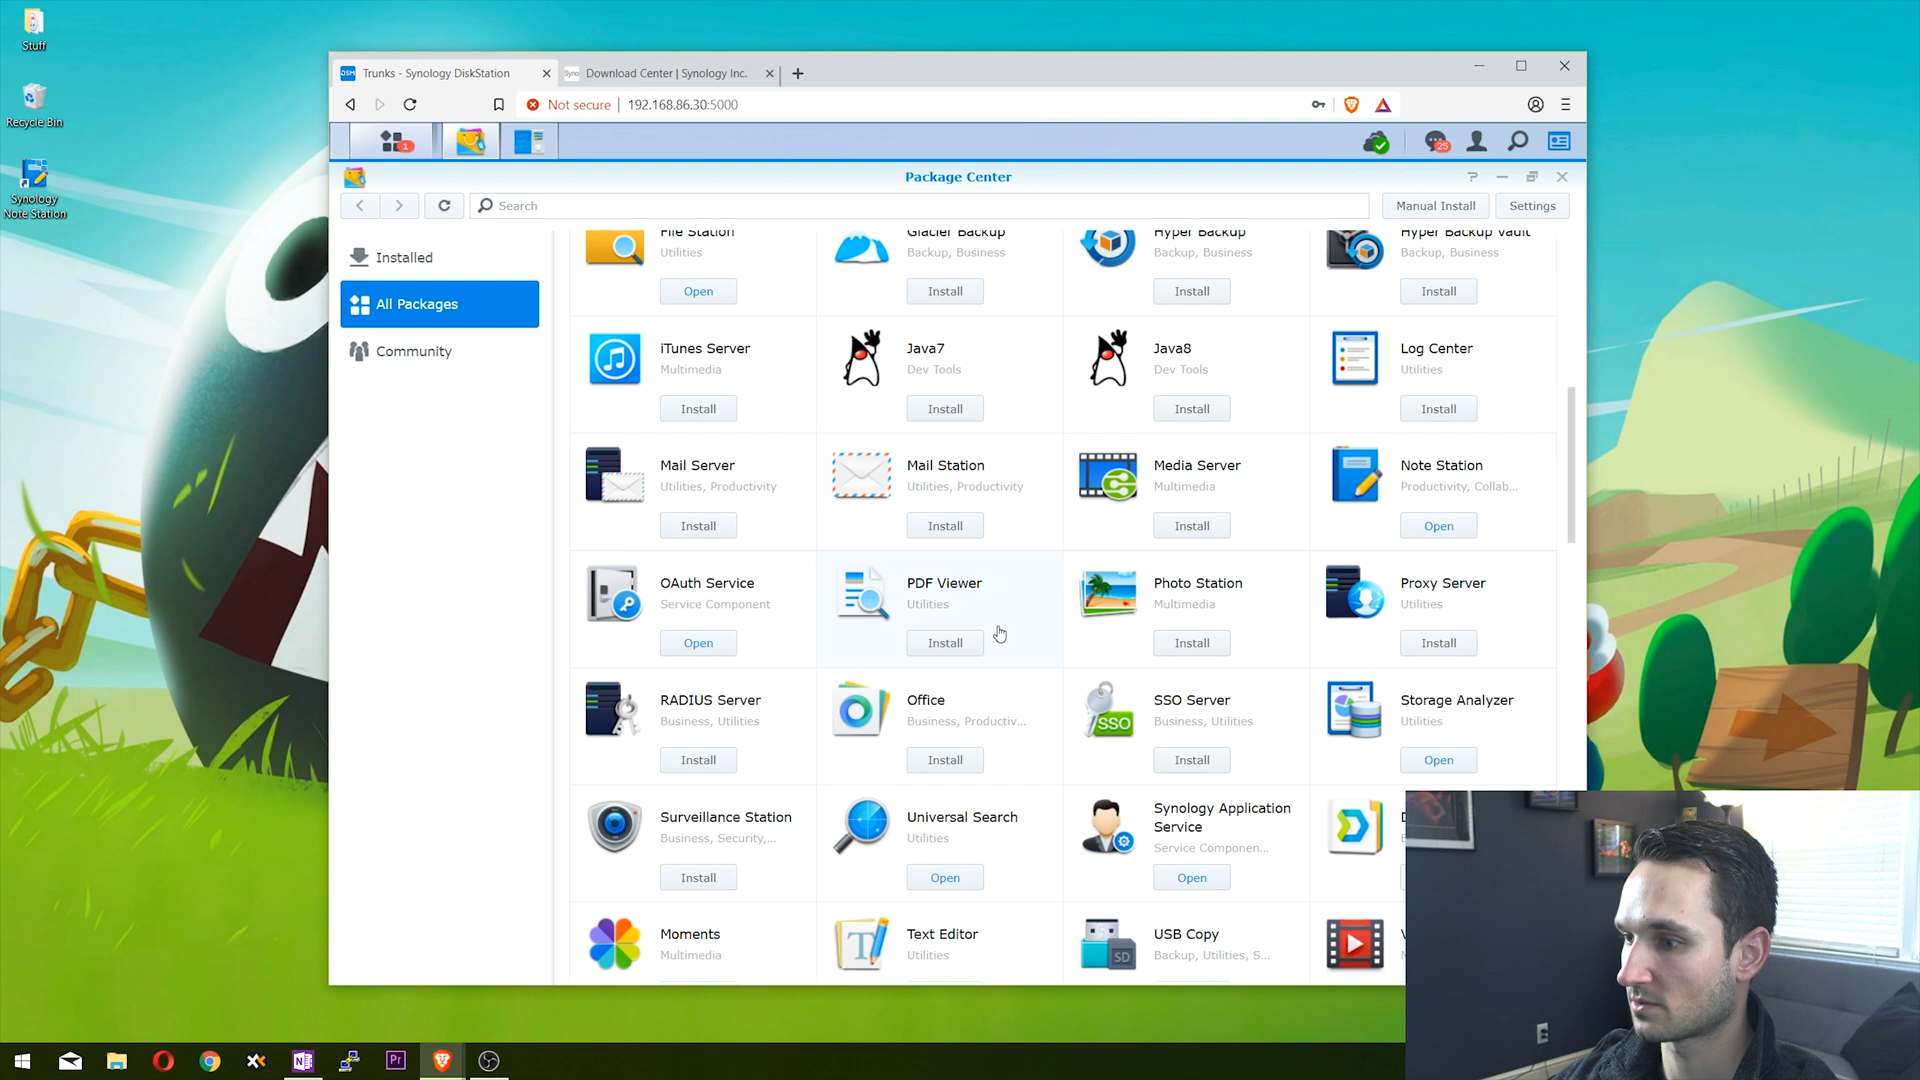 Stuff
Recycle Bin
Synology
Note Station
DSM
Trunks - Synology DiskStation
Syno
Download Center | Synology Inc.
Not secure
192.168.86.30:5000
1
25
Package Center
Search
Manual Install
Settings
Installed
All Packages
Community
File Station
Utilities
Open
Glacier Backup
Backup, Business
Install
Hyper Backup
Backup, Business
Install
Hyper Backup Vault
Backup, Business
Install
iTunes Server
Multimedia
Install
Java7
Dev Tools
Install
Java8
Dev Tools
Install
Log Center
Utilities
Install
Mail Server
Utilities, Productivity
Install
Mail Station
Utilities, Productivity
Install
Media Server
Multimedia
Install
Note Station
Productivity, Collab...
Open
OAuth Service
Service Component
Open
PDF Viewer
Utilities
Install
Photo Station
Multimedia
Install
Proxy Server
Utilities
Install
RADIUS Server
Business, Utilities
Install
Office
Business, Productiv...
Install
SSO
SSO Server
Business, Utilities
Install
Storage Analyzer
Utilities
Open
Surveillance Station
Business, Security,...
Install
Universal Search
Utilities
Open
Synology Application
Service
Service Componen...
Open
Moments
Multimedia
T
Text Editor
Utilities
SD
USB Copy
Backup, Utilities, S...
N
Pr